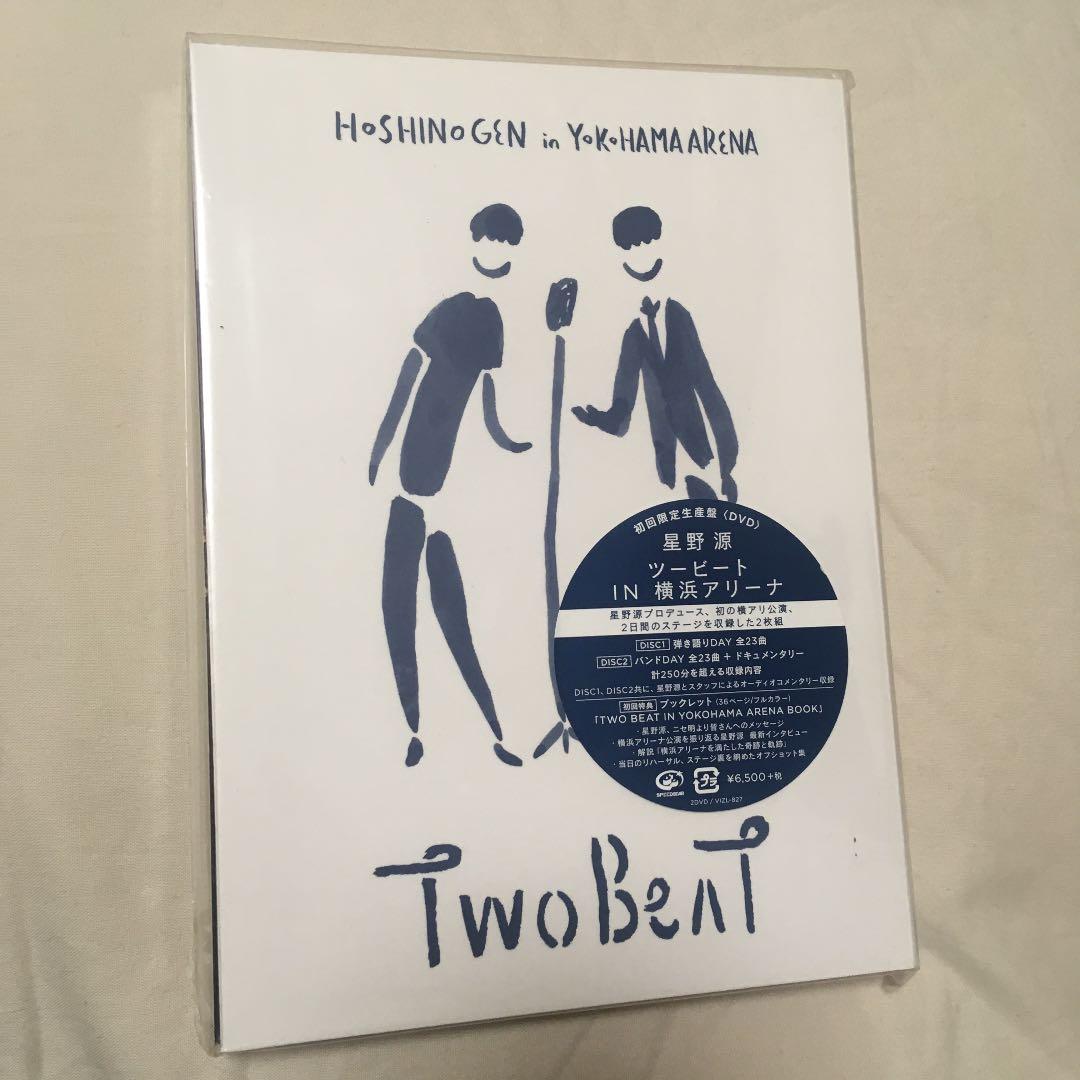 HOSHINO GEN in YOKOHAMA ARENA
初回限定生産盤〈DVD〉
星野 源
ツービート
IN 横浜アリーナ
星野源プロデュース、初の横アリ公演、
2日間のステージを収録した2枚組
DISC1 弾き語りDAY 全23曲
DISC2 バンドDAY 全23曲 + ドキュメンタリー
計250分を超える収録内容
DISC1、DISC2共に、星野源とスタッフによるオーディオコメンタリー収録
初回特典 ブックレット（36ページ/フルカラー）
「TWO BEAT IN YOKOHAMA ARENA BOOK」
・星野源、ニセ明より皆さんへのメッセージ
・横浜アリーナ公演を振り返る星野源 最新インタビュー
・解説「横浜アリーナを満たした奇跡と軌跡」
・当日のリハーサル、ステージ裏を納めたオフショット集
SPEEDSTAR プラ ¥6,500+税
2DVD / VIZL-827
Two BeaT